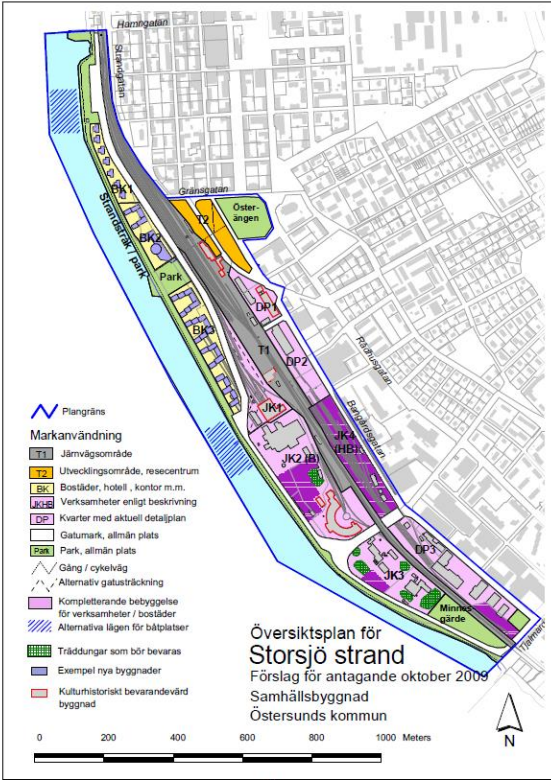 Hamngatan
Strandgatan
Gränsgatan
BK1
T2
Öster-
ängen
BK2
Strandstråk / park
Park
DP1
BK3
T1
DP2
Rådhusgatan
JK1
Bangårdsgatan
JK4
(HB)
JK2 (B)
DP3
JK3
Minnes
gärde
Plangräns
Markanvändning
T1 Järnvägsområde
T2 Utvecklingsområde, resecentrum
BK Bostäder, hotell , kontor m.m.
JKHB Verksamheter enligt beskrivning
DP Kvarter med aktuell detaljplan
Gatumark, allmän plats
Park Park, allmän plats
Gång / cykelväg
Alternativ gatusträckning
Kompletterande bebyggelse
för verksamheter / bostäder
Alternativa lägen för båtplatser
Träddungar som bör bevaras
Exempel nya byggnader
Kulturhistoriskt bevarandevärd
byggnad
Översiktsplan för
Storsjö strand
Förslag för antagande oktober 2009
Samhällsbyggnad
Östersunds kommun
N
0 200 400 600 800 1000 Meters